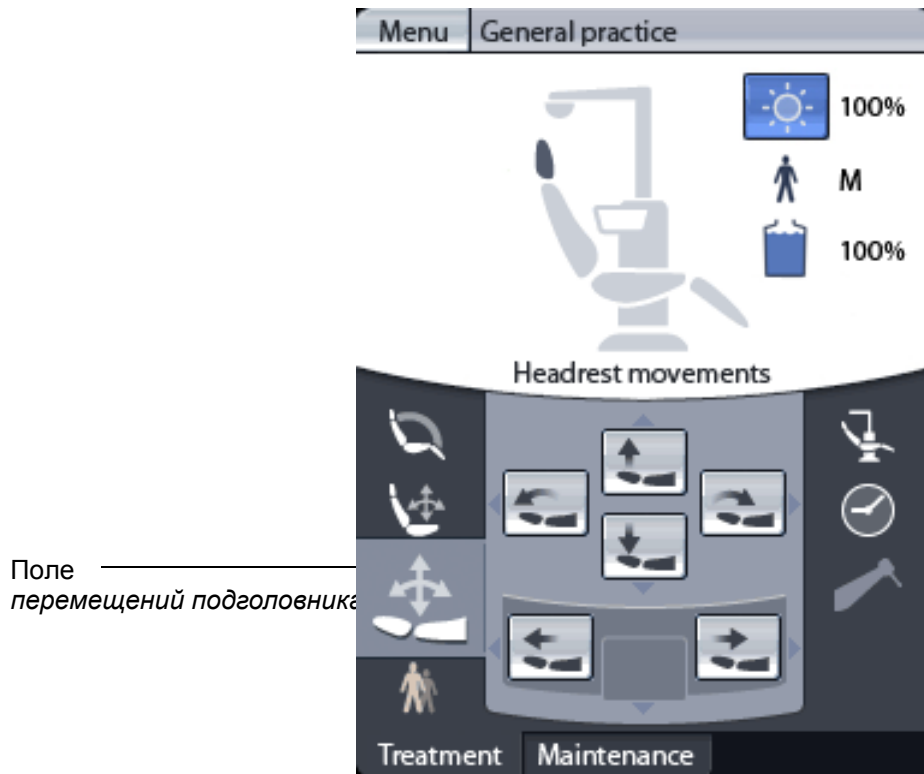 Menu General practice
100%
M
100%
Headrest movements
Поле
перемещений подголовника
Treatment Maintenance